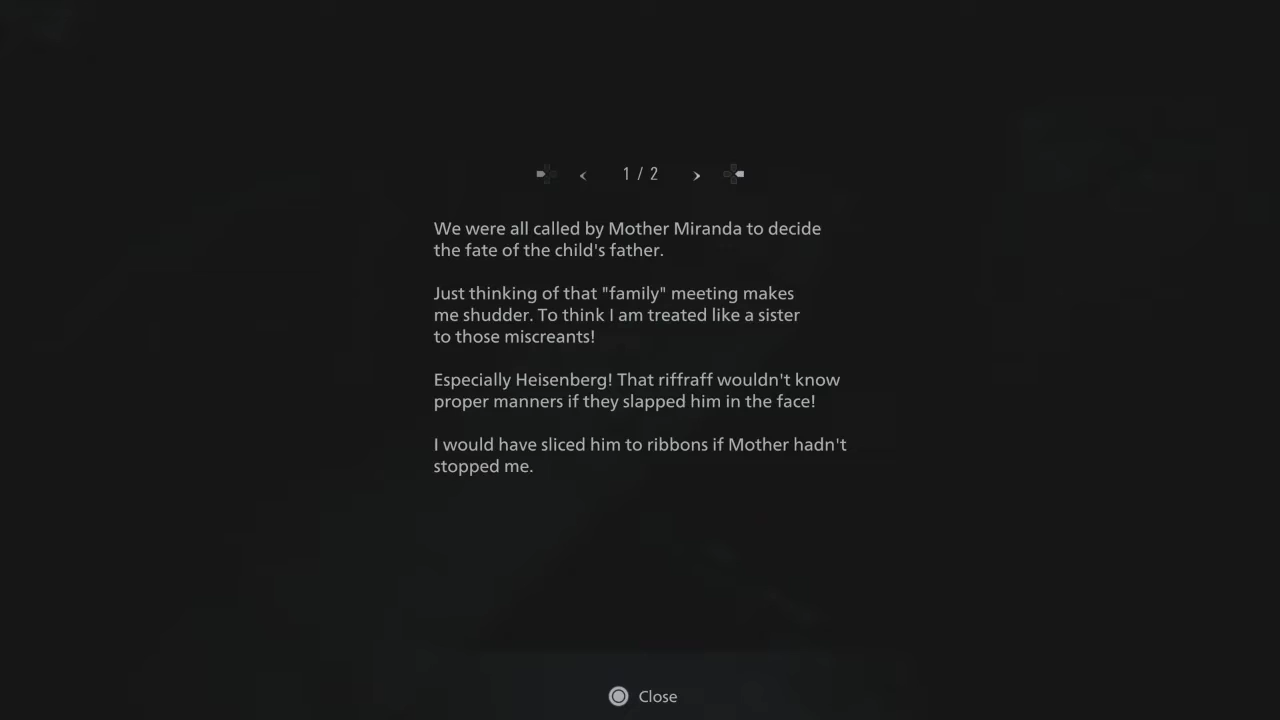 1 / 2
We were all called by Mother Miranda to decide
the fate of the child's father.
Just thinking of that "family" meeting makes
me shudder. To think I am treated like a sister
to those miscreants!
Especially Heisenberg! That riffraff wouldn't know
proper manners if they slapped him in the face!
I would have sliced him to ribbons if Mother hadn't
stopped me.
Close